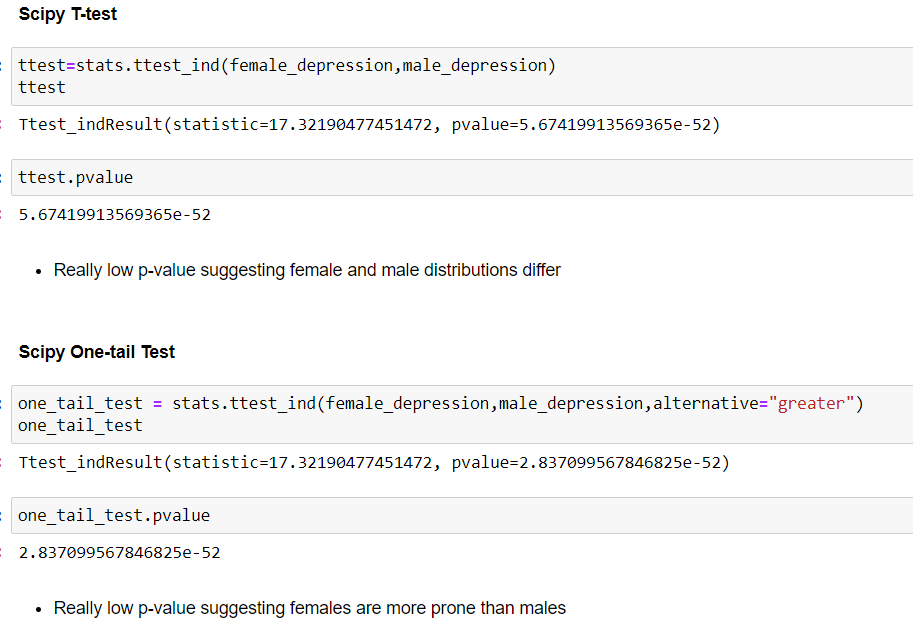 Scipy T-test
ttest=stats.ttest_ind(female_depression,male_depression)
ttest
Ttest_indResult(statistic=17.32190477451472, pvalue=5.67419913569365e-52)
ttest.pvalue
5.67419913569365e-52
• Really low p-value suggesting female and male distributions differ
Scipy One-tail Test
one_tail_test = stats.ttest_ind(female_depression,male_depression,alternative="greater")
one_tail_test
Ttest_indResult(statistic=17.32190477451472, pvalue=2.837099567846825e-52)
one_tail_test.pvalue
2.837099567846825e-52
• Really low p-value suggesting females are more prone than males